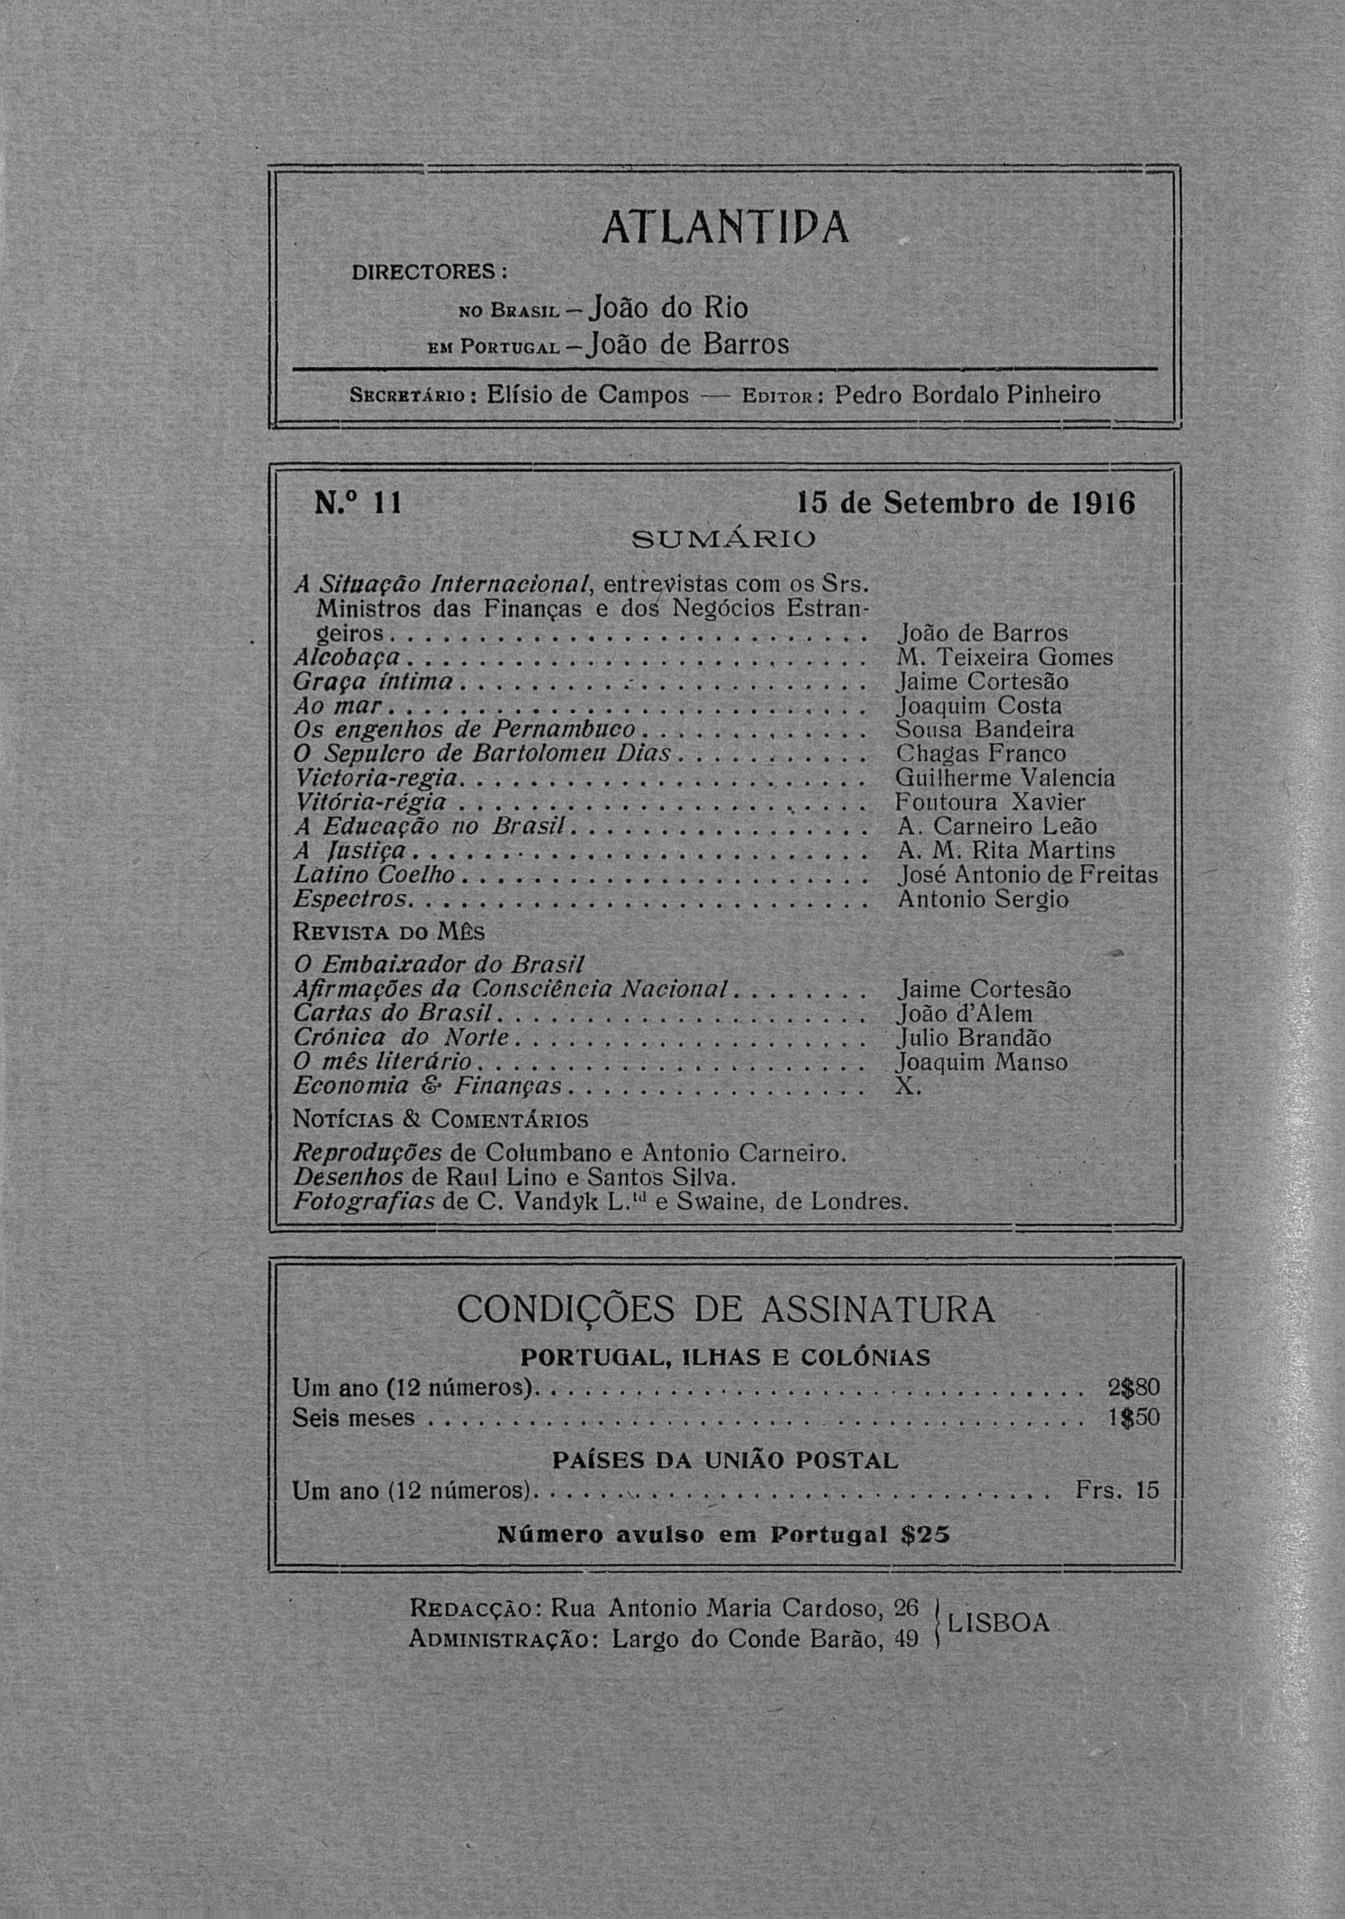 ATLANTIDA
DIRECTORES:
NO BRASIL — João do Rio
EM PORTUGAL — João de Barros
SECRETÁRIO: Elísio de Campos — EDITOR: Pedro Bordalo Pinheiro
N.º 11 15 de Setembro de 1916
SUMÁRIO
A Situação Internacional, entrevistas com os Srs.
Ministros das Finanças e dos Negócios Estran-
geiros . . . . . . . . . . João de Barros
Alcobaça . . . . . . . . . . M. Teixeira Gomes
Graça íntima . . . . . . . . . . Jaime Cortesão
Ao mar . . . . . . . . . . Joaquim Costa
Os engenhos de Pernambuco . . . . . . . . . . Sousa Bandeira
O Sepulcro de Bartolomeu Dias . . . . . . . . . . Chagas Franco
Victoria-regia . . . . . . . . . . Guilherme Valencia
Vitória-régia . . . . . . . . . . Fontoura Xavier
A Educação no Brasil . . . . . . . . . . A. Carneiro Leão
A Justiça . . . . . . . . . . A. M. Rita Martins
Latino Coelho . . . . . . . . . . José Antonio de Freitas
Espectros . . . . . . . . . . Antonio Sergio
REVISTA DO MÊS
O Embaixador do Brasil
Afirmações da Consciência Nacional . . . . . . . . Jaime Cortesão
Cartas do Brasil . . . . . . . . . . João d'Alem
Crónica do Norte . . . . . . . . . . Julio Brandão
O mês literário . . . . . . . . . . Joaquim Manso
Economia & Finanças . . . . . . . . . . X.
NOTÍCIAS & COMENTÁRIOS
Reproduções de Columbano e Antonio Carneiro.
Desenhos de Raul Lino e Santos Silva.
Fotografias de C. Vandyk L.td e Swaine, de Londres.
CONDIÇÕES DE ASSINATURA
PORTUGAL, ILHAS E COLÓNIAS
Um ano (12 números) . . . . . . . . . . 2$80
Seis meses . . . . . . . . . . 1$50
PAÍSES DA UNIÃO POSTAL
Um ano (12 números) . . . . . . . . . . Frs. 15
Número avulso em Portugal $25
REDACÇÃO: Rua Antonio Maria Cardoso, 26
ADMINISTRAÇÃO: Largo do Conde Barão, 49
LISBOA